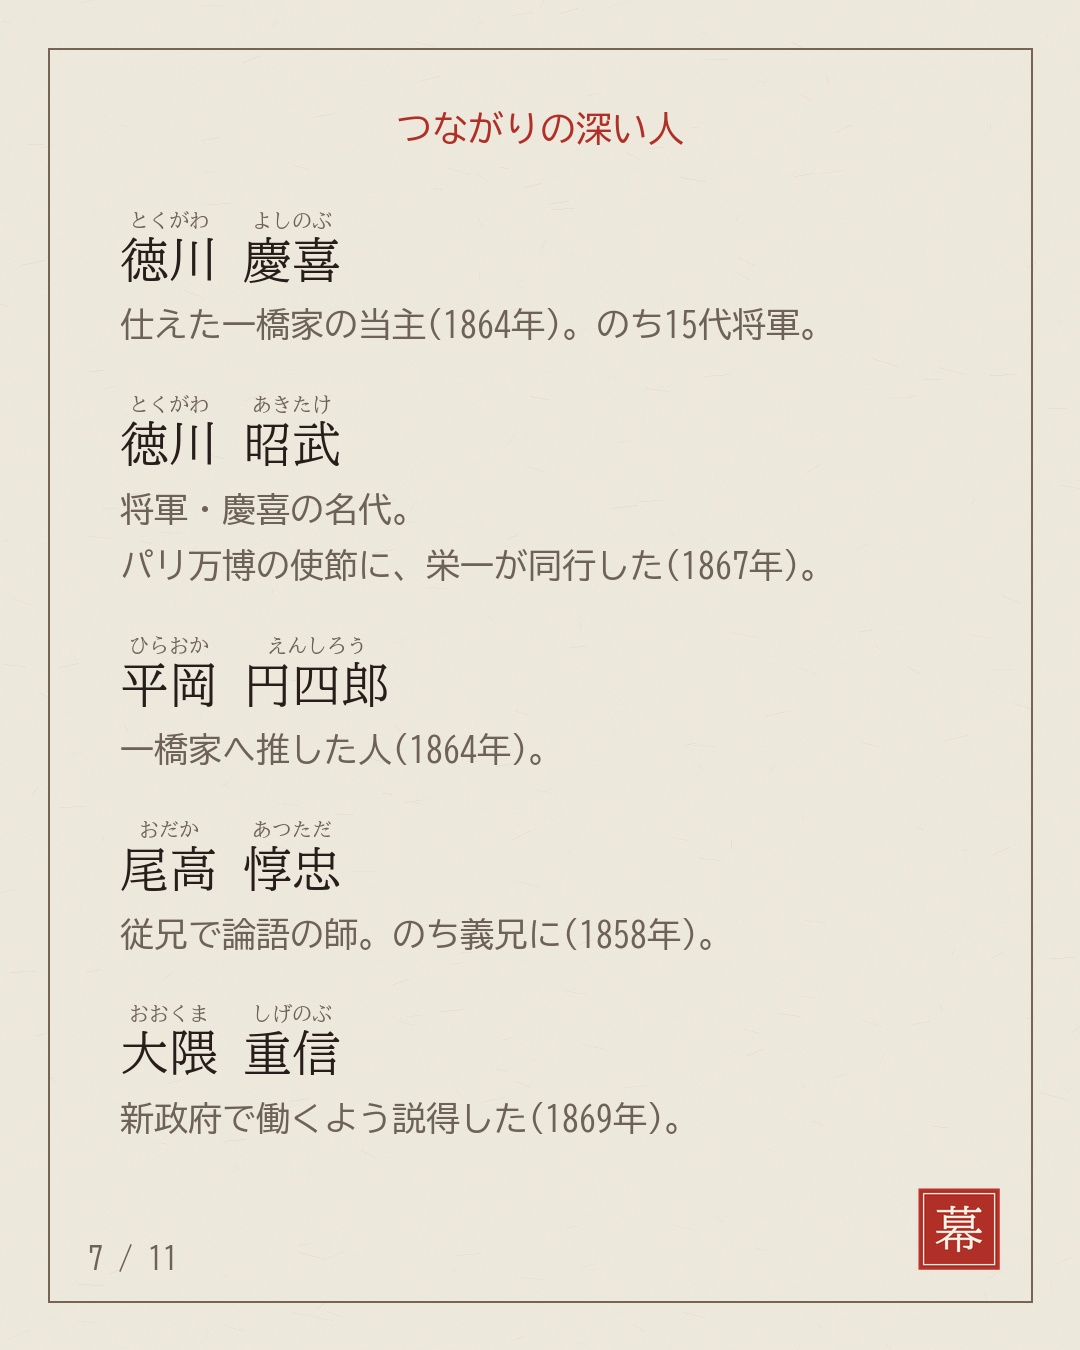 つながりの深い人
とくがわ よしのぶ
徳川 慶喜
仕えた一橋家の当主(1864年)。のち15代将軍。
とくがわ あきたけ
徳川 昭武
将軍・慶喜の名代。
パリ万博の使節に、栄一が同行した(1867年)。
ひらおか えんしろう
平岡 円四郎
一橋家へ推した人(1864年)。
おだか あつただ
尾高 惇忠
従兄で論語の師。のち義兄に(1858年)。
おおくま しげのぶ
大隈 重信
新政府で働くよう説得した(1869年)。
幕
7 / 11